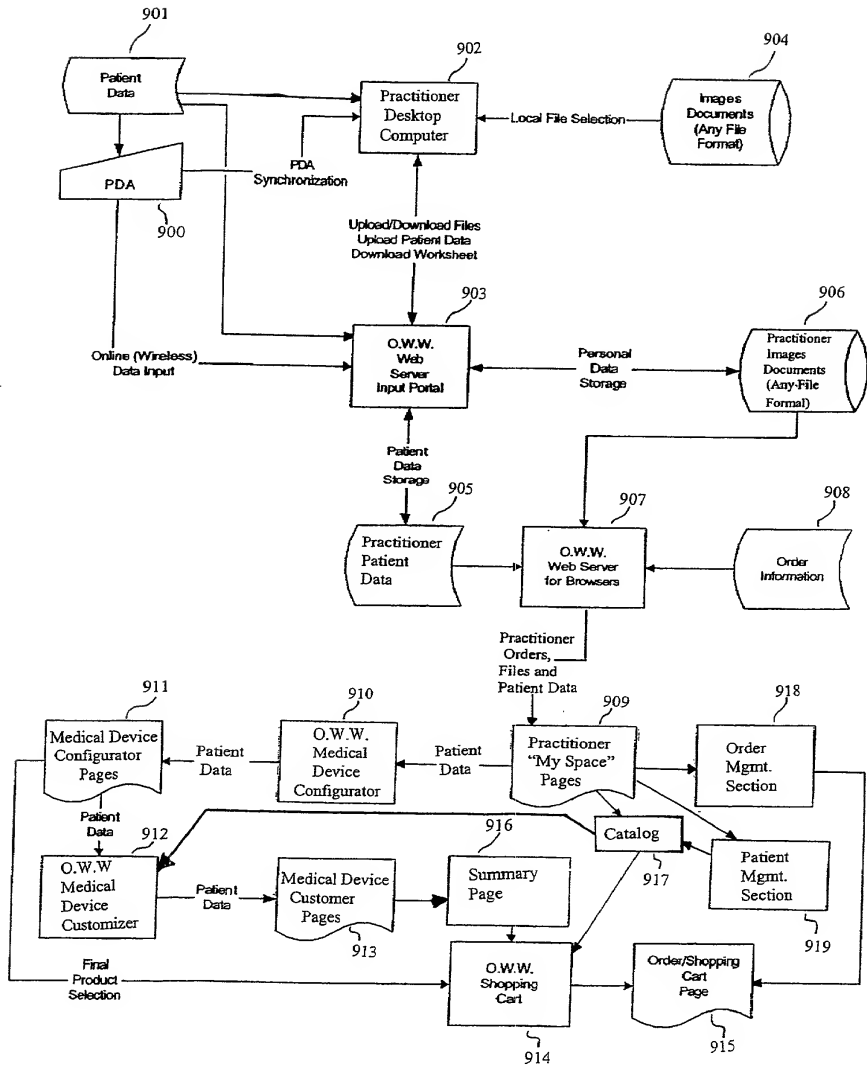 901
Patient
Data
902
Practitioner
Desktop
Computer
904
Images
Documents
(Any File
Format)
Local File Selection
PDA
900
PDA
Synchronization
Upload/Download Files
Upload Patient Data
Download Worksheet
903
O.W.W.
Web
Server
Input Portal
Online (Wireless)
Data Input
Personal
Data
Storage
906
Practitioner
Images
Documents
(Any-File
Formal)
Patient
Data
Storage
905
Practitioner
Patient
Data
907
O.W.W.
Web Server
for Browsers
908
Order
Information
Practitioner
Orders,
Files and
Patient Data
911
Medical Device
Configurator
Pages
Patient
Data
910
O.W.W.
Medical
Device
Configurator
Patient
Data
909
Practitioner
“My Space”
Pages
918
Order
Mgmt.
Section
Patient
Data
912
O.W.W
Medical
Device
Customizer
Patient
Data
Medical Device
Customer
Pages
913
916
Summary
Page
Catalog
917
Patient
Mgmt.
Section
919
Final
Product
Selection
O.W.W.
Shopping
Cart
914
Order/Shopping
Cart
Page
915